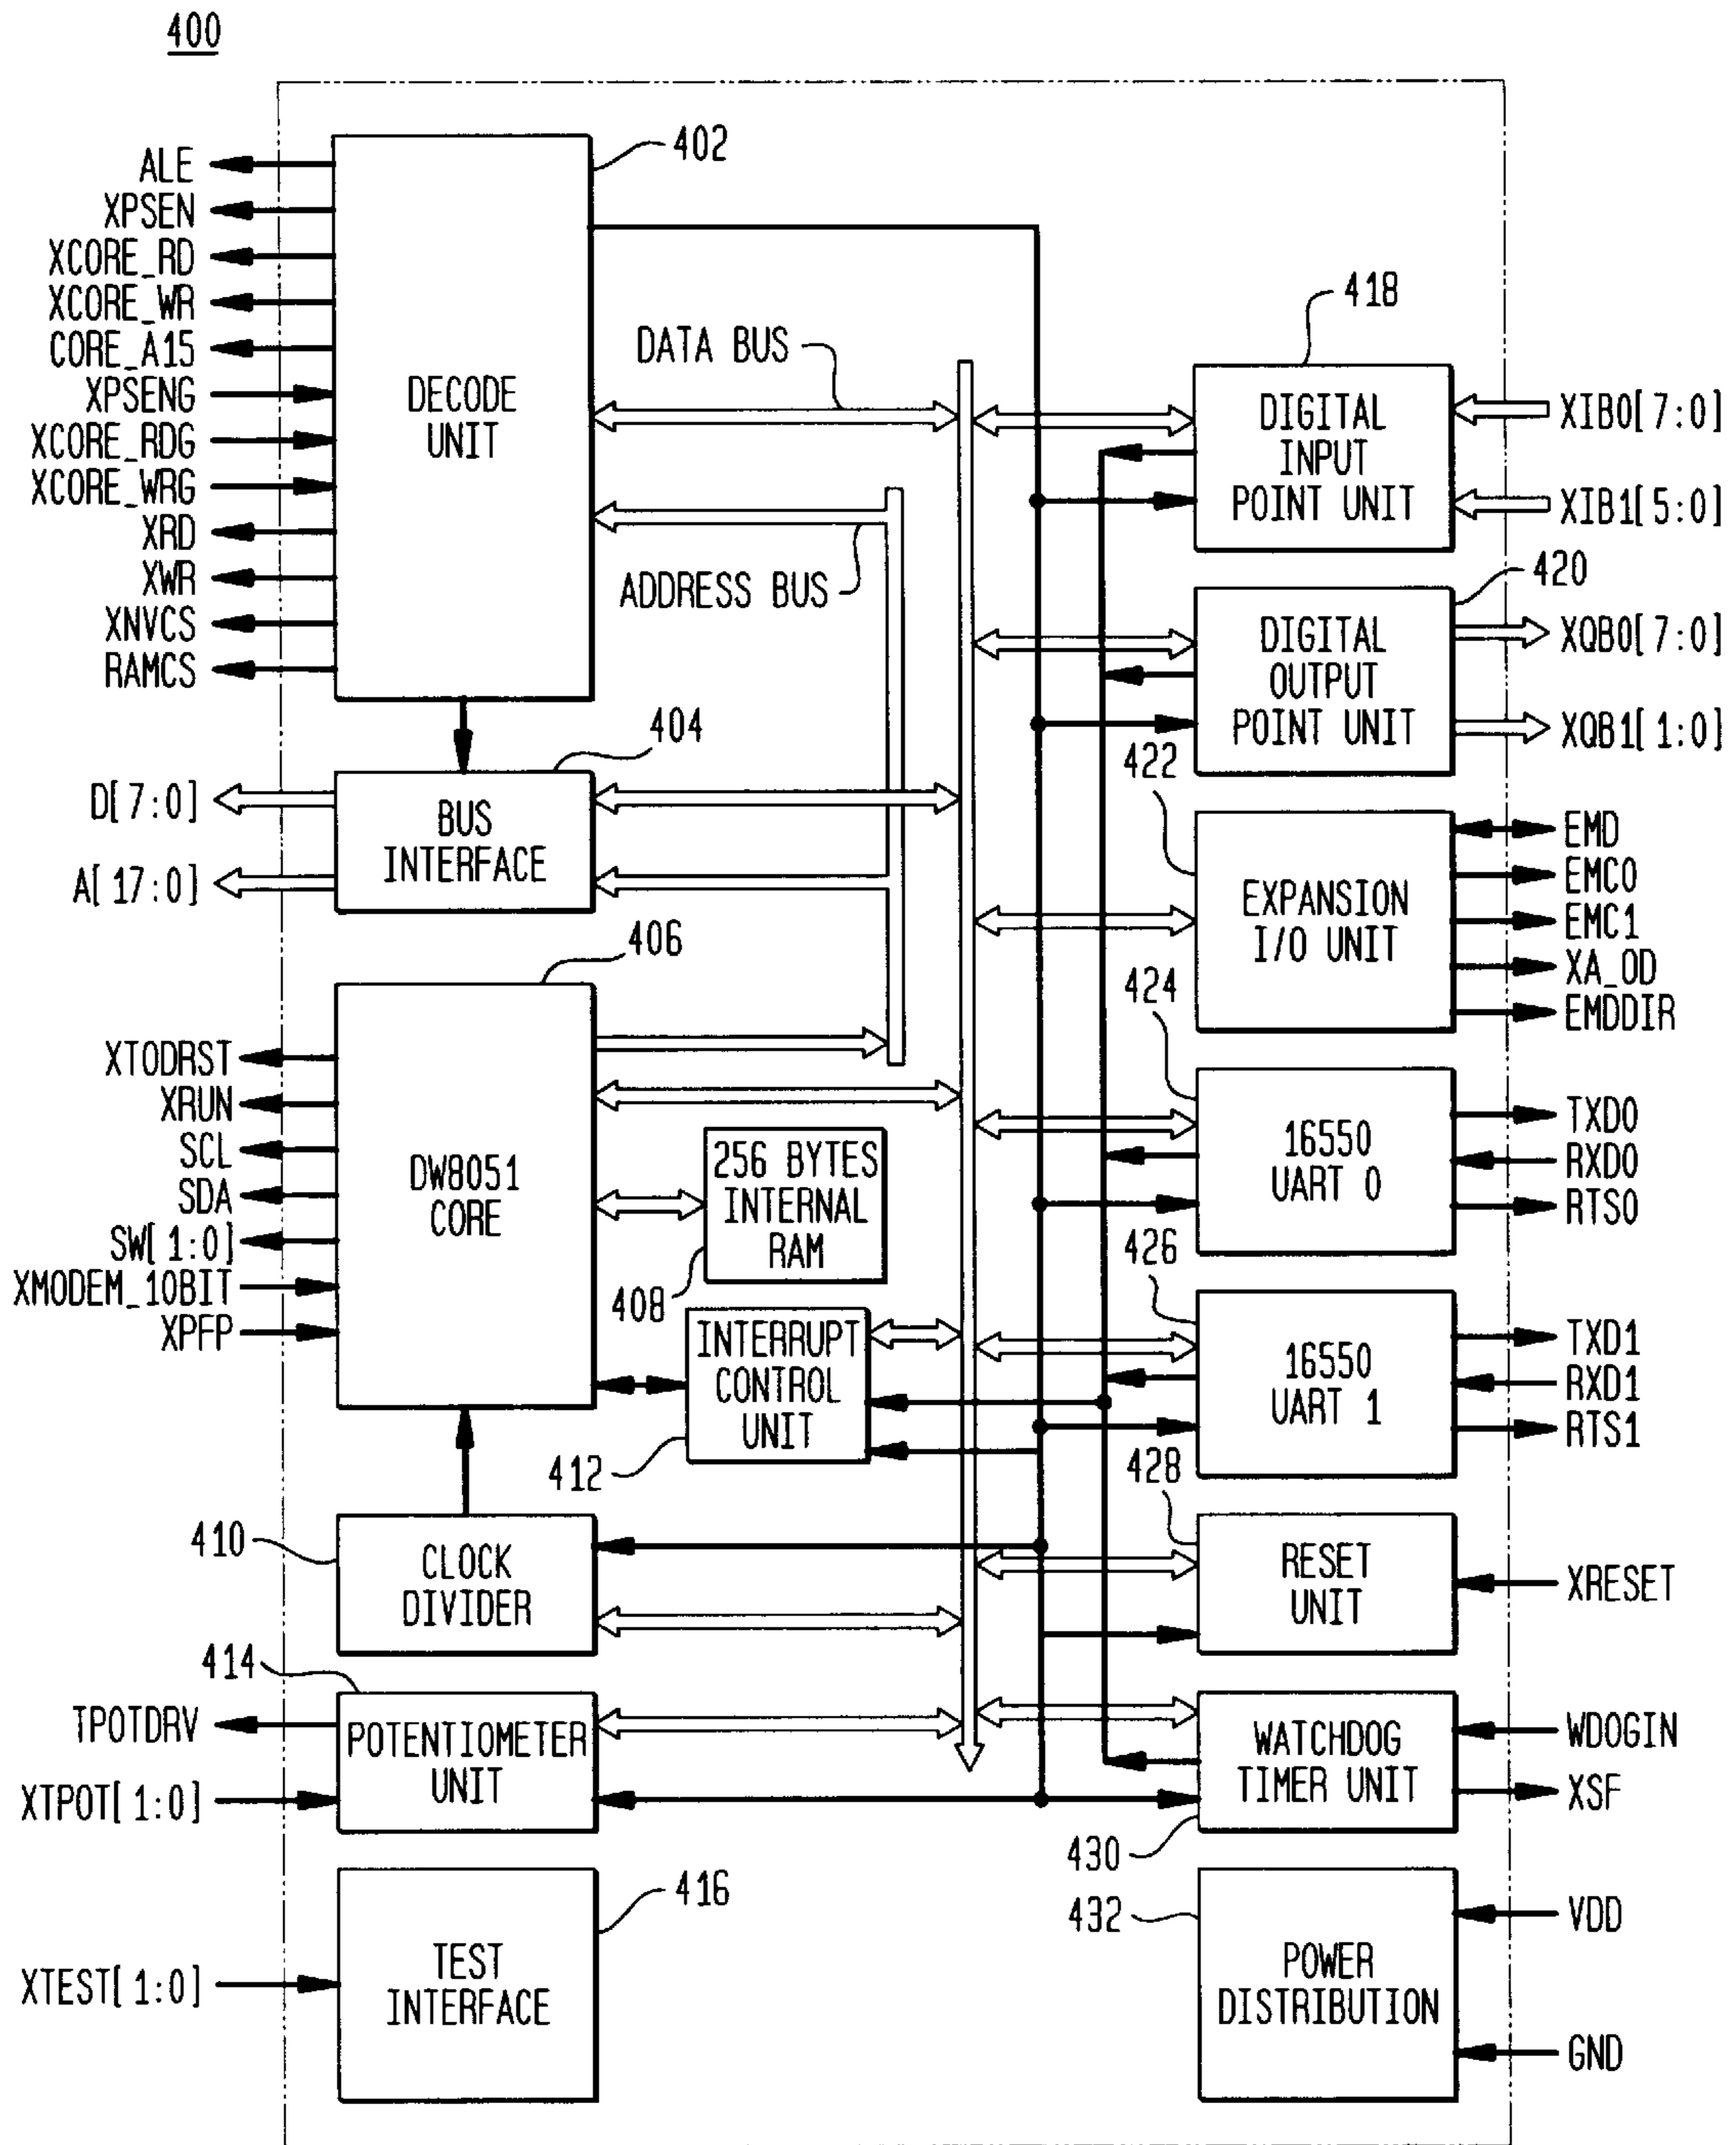 400
402
ALE
XPSEN
XCORE_RD
XCORE_WR
CORE_A15
XPSENG
XCORE_RDG
XCORE_WRG
XRD
XWR
XNVCS
RAMCS
DECODE
UNIT
DATA BUS
ADDRESS BUS
418
DIGITAL
INPUT
POINT UNIT
XIB0[7:0]
XIB1[5:0]
420
DIGITAL
OUTPUT
POINT UNIT
XQB0[7:0]
XQB1[1:0]
404
D[7:0]
A[17:0]
BUS
INTERFACE
422
EXPANSION
I/O UNIT
EMD
EMC0
EMC1
XA_OD
EMDDIR
406
XTODRST
XRUN
SCL
SDA
SW[1:0]
XMODEM_10BIT
XPFP
DW8051
CORE
256 BYTES
INTERNAL
RAM
408
424
16550
UART 0
TXD0
RXD0
RTS0
INTERRUPT
CONTROL
UNIT
412
426
16550
UART 1
TXD1
RXD1
RTS1
410
CLOCK
DIVIDER
428
RESET
UNIT
XRESET
414
TPOTDRV
XTPOT[1:0]
POTENTIOMETER
UNIT
WATCHDOG
TIMER UNIT
WDOGIN
XSF
430
416
XTEST[1:0]
TEST
INTERFACE
432
POWER
DISTRIBUTION
VDD
GND